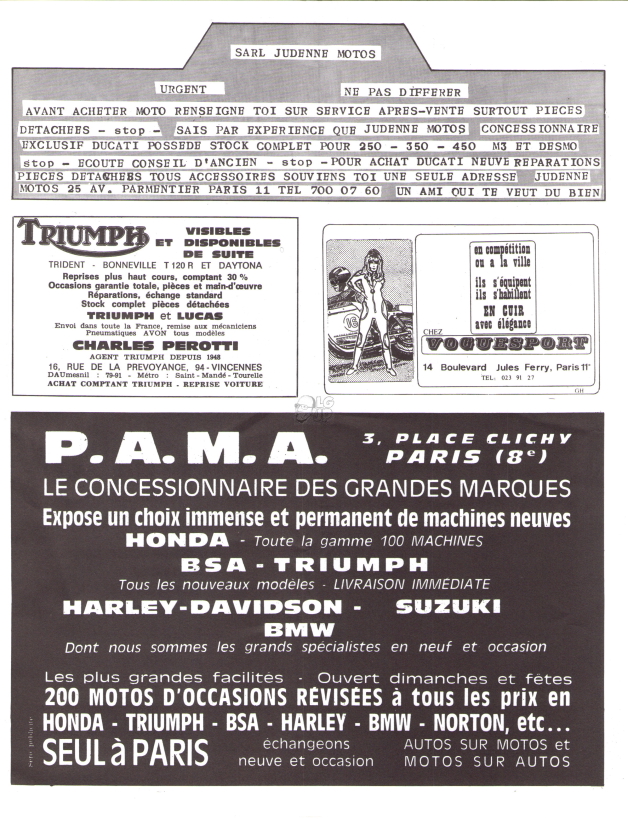 SARL JUDENNE MOTOS
URGENT NE PAS DIFFERER
AVANT ACHETER MOTO RENSEIGNE TOI SUR SERVICE APRES-VENTE SURTOUT PIECES
DETACHEES - stop - SAIS PAR EXPERIENCE QUE JUDENNE MOTOS CONCESSIONNAIRE
EXCLUSIF DUCATI POSSEDE STOCK COMPLET POUR 250 - 350 - 450 M3 ET DESMO
stop - ECOUTE CONSEIL D'ANCIEN - stop - POUR ACHAT DUCATI NEUVE REPARATIONS
PIECES DETACHEES TOUS ACCESSOIRES SOUVIENS TOI UNE SEULE ADRESSE JUDENNE
MOTOS 25 AV. PARMENTIER PARIS 11 TEL 700 07 60 UN AMI QUI TE VEUT DU BIEN
TRIUMPH VISIBLES
ET DISPONIBLES
DE SUITE
TRIDENT - BONNEVILLE T 120 R ET DAYTONA
Reprises plus haut cours, comptant 30 %
Occasions garantie totale, pièces et main-d'œuvre
Réparations, échange standard
Stock complet pièces détachées
TRIUMPH et LUCAS
Envoi dans toute la France, remise aux mécaniciens
Pneumatiques AVON tous modèles
CHARLES PEROTTI
AGENT TRIUMPH DEPUIS 1948
16, RUE DE LA PREVOYANCE, 94 - VINCENNES
DAUmesnil : 79-91 - Métro : Saint-Mandé-Tourelle
ACHAT COMPTANT TRIUMPH - REPRISE VOITURE
16
en compétition
ou a la ville
ils s'équipent
ils s'habillent
EN CUIR
avec élégance
CHEZ
VOGUESPORT
14 Boulevard Jules Ferry, Paris 11e
TEL. 023 91 27
GH
P.A.M.A. 3, PLACE CLICHY
PARIS (8e)
LE CONCESSIONNAIRE DES GRANDES MARQUES
Expose un choix immense et permanent de machines neuves
HONDA - Toute la gamme 100 MACHINES
BSA - TRIUMPH
Tous les nouveaux modèles - LIVRAISON IMMÉDIATE
HARLEY-DAVIDSON - SUZUKI
BMW
Dont nous sommes les grands spécialistes en neuf et occasion
Les plus grandes facilités - Ouvert dimanches et fêtes
200 MOTOS D'OCCASIONS RÉVISÉES à tous les prix en
HONDA - TRIUMPH - BSA - HARLEY - BMW - NORTON, etc...
SEUL à PARIS échangeons AUTOS SUR MOTOS et
neuve et occasion MOTOS SUR AUTOS